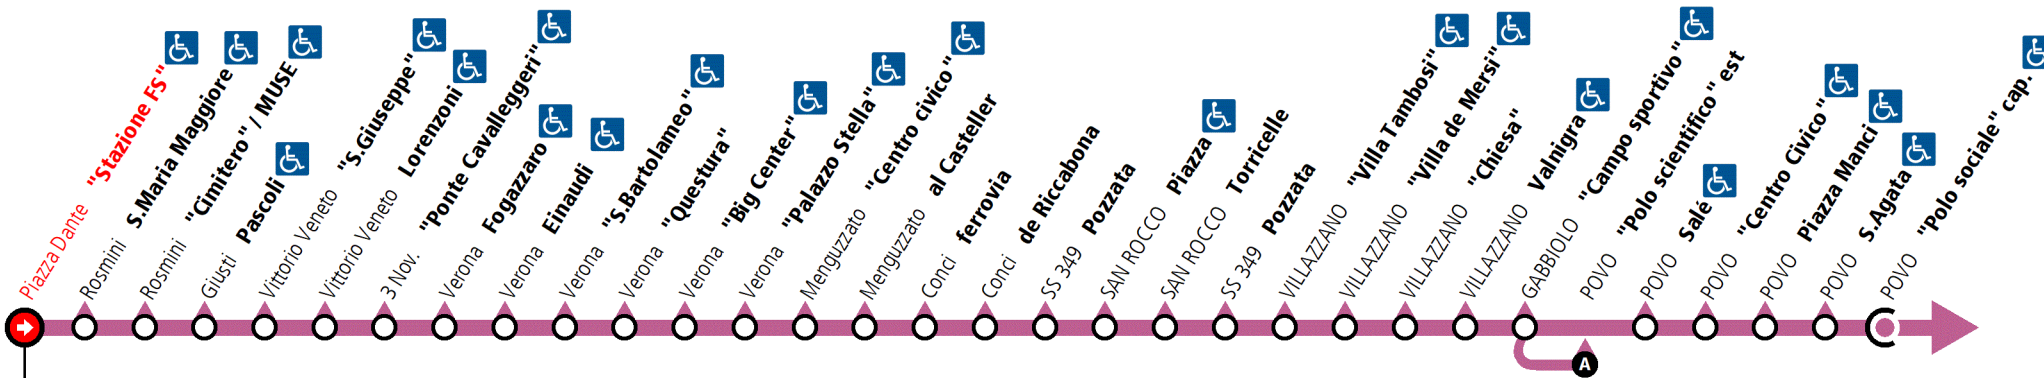 Piazza Dante "Stazione FS"
Rosmini S.Maria Maggiore
Rosmini "Cimitero" / MUSE
Giusti Pascoli
Vittorio Veneto "S.Giuseppe"
Vittorio Veneto Lorenzoni
3 Nov. "Ponte Cavalleggeri"
Verona Fogazzaro
Verona Einaudi
Verona "S.Bartolameo"
Verona "Questura"
Verona "Big Center"
Verona "Palazzo Stella"
Menguzzato "Centro civico"
Menguzzato al Casteller
Conci ferrovia
Conci de Riccabona
SS 349 Pozzata
SAN ROCCO Piazza
SAN ROCCO Torricelle
SS 349 Pozzata
VILLAZZANO "Villa Tambosi"
VILLAZZANO "Villa de Mersi"
VILLAZZANO "Chiesa"
VILLAZZANO Valnigra
GABBIOLO "Campo sportivo"
POVO "Polo scientifico" est
POVO Salé
POVO "Centro Civico"
POVO Piazza Manci
POVO S.Agata
POVO "Polo sociale" cap.
A